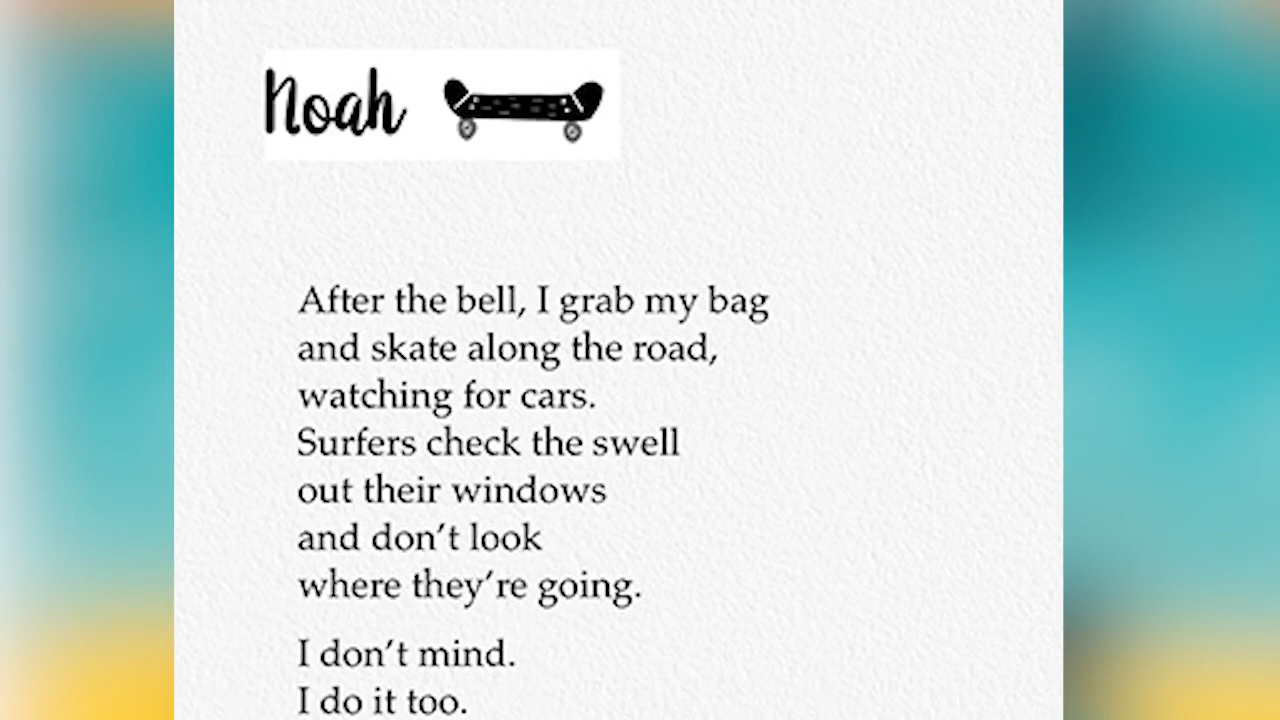 Noah
After the bell, I grab my bag
and skate along the road,
watching for cars.
Surfers check the swell
out their windows
and don’t look
where they’re going.
I don’t mind.
I do it too.